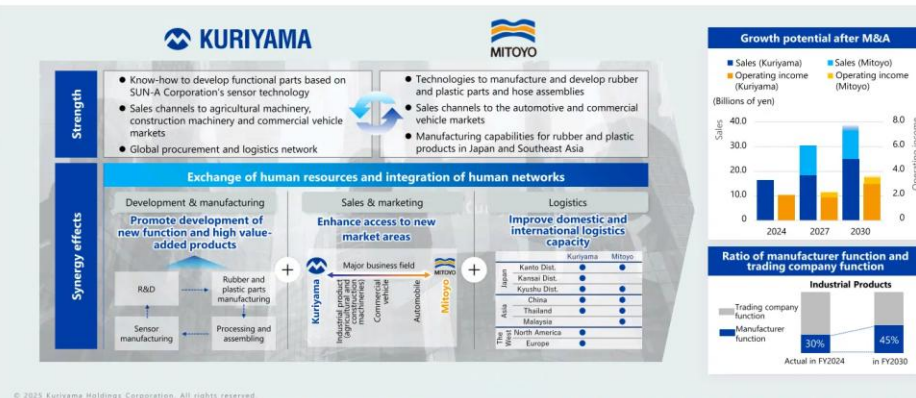 KURIYAMA
MITOYO
Strength
● Know-how to develop functional parts based on
SUN-A Corporation's sensor technology
● Sales channels to agricultural machinery,
construction machinery and commercial vehicle
markets
● Global procurement and logistics network
● Technologies to manufacture and develop rubber
and plastic parts and hose assemblies
● Sales channels to the automotive and commercial
vehicle markets
● Manufacturing capabilities for rubber and plastic
products in Japan and Southeast Asia
Synergy effects
Exchange of human resources and integration of human networks
Development & manufacturing
Promote development of
new function and high value-
added products
R&D
Rubber and
plastic parts
manufacturing
Sensor
manufacturing
Processing and
assembling
+
Sales & marketing
Enhance access to new
market areas
Major business field
MITOYO
Kuriyama
Industrial product
(agricultural and
construction
machineries)
Commercial
vehicle
Automobile
Mitoyo
+
Logistics
Improve domestic and
international logistics
capacity
Kuriyama Mitoyo
Japan
Kanto Dist. ● ●
Kansai Dist. ●
Kyushu Dist. ● ●
Asia
China ● ●
Thailand ● ●
Malaysia ●
The West
North America ●
Europe ●
Growth potential after M&A
Sales (Kuriyama)
Sales (Mitoyo)
Operating income
(Kuriyama)
Operating income
(Mitoyo)
(Billions of yen)
Sales
40.0
30.0
20.0
10.0
0
8.0
6.0
4.0
2.0
0
Operating income
2024 2027 2030
Ratio of manufacturer function and
trading company function
Industrial Products
Trading company
function
Manufacturer
function
30%
45%
Actual in FY2024
in FY2030
© 2025 Kuriyama Holdings Corporation. All rights reserved.